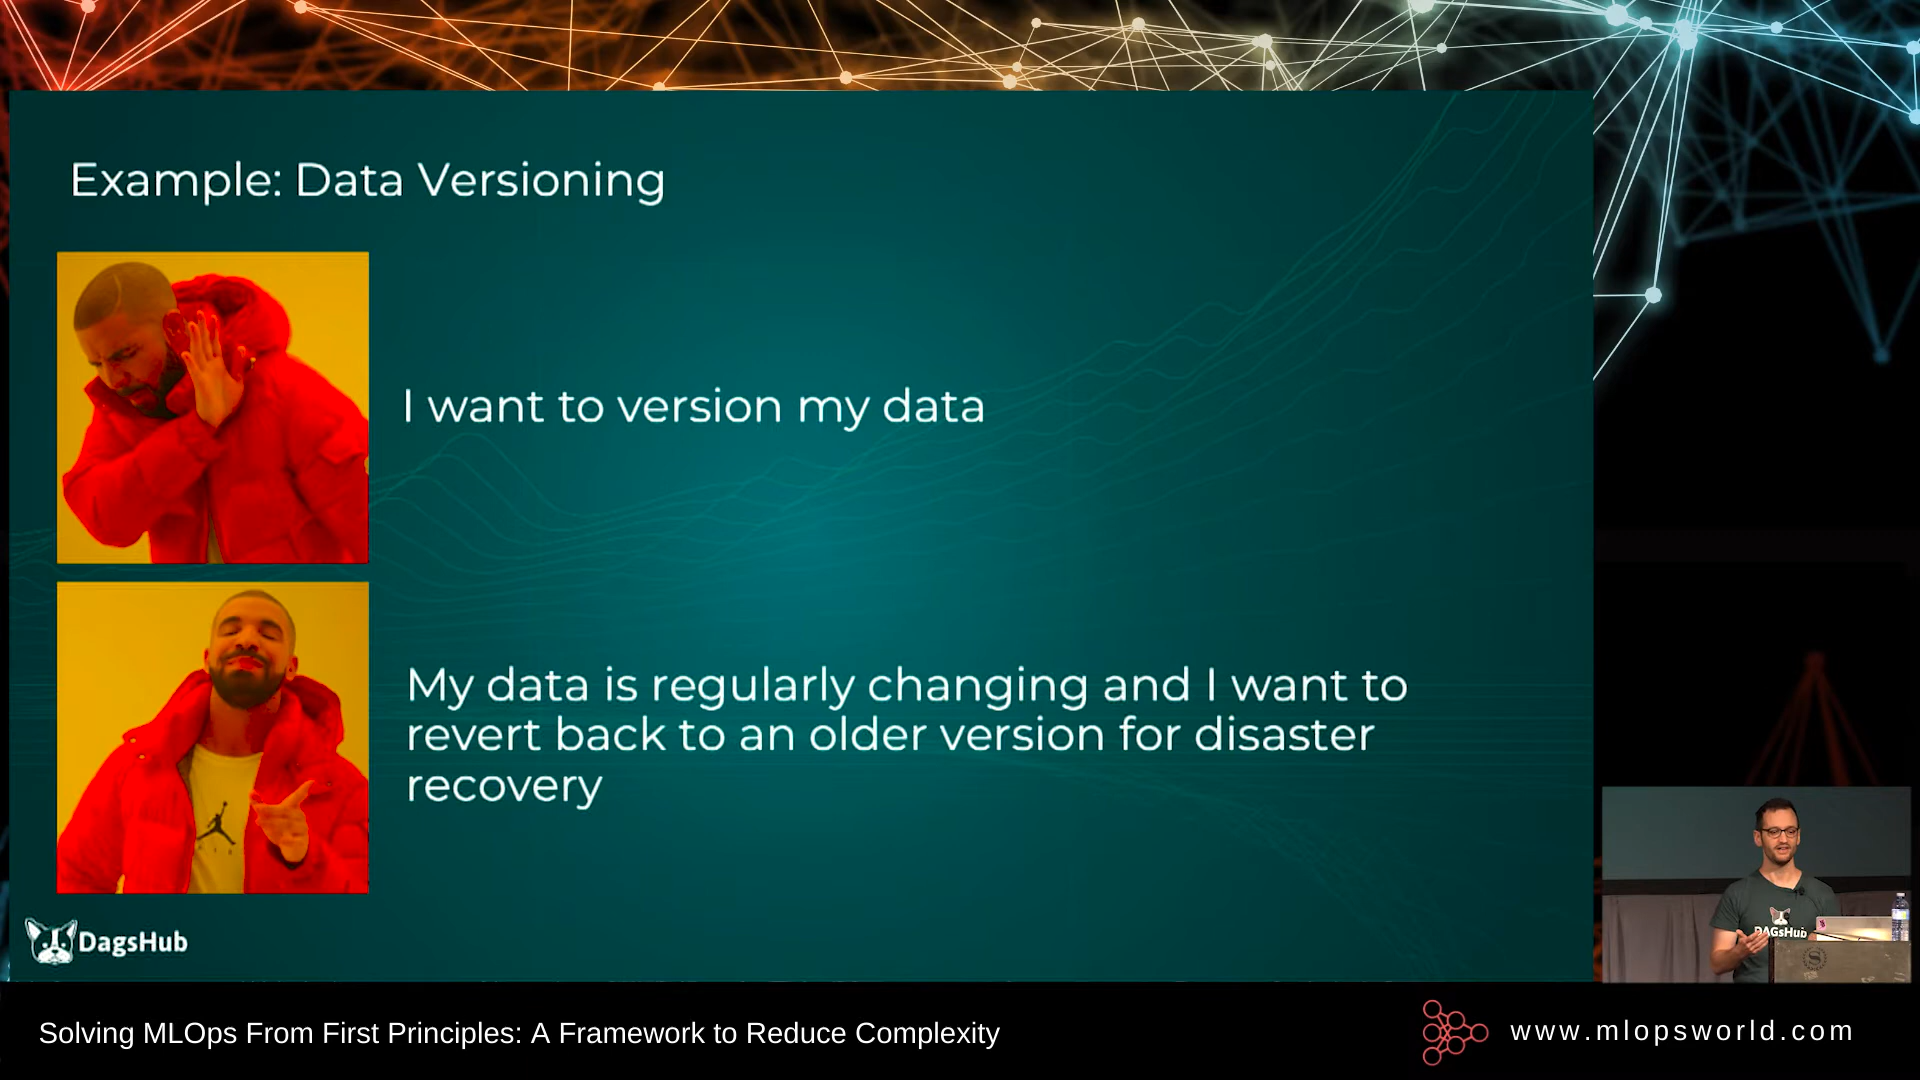 Example: Data Versioning
I want to version my data
My data is regularly changing and I want to
revert back to an older version for disaster
recovery
DagsHub
DAGsHub
Solving MLOps From First Principles: A Framework to Reduce Complexity
www.mlopsworld.com